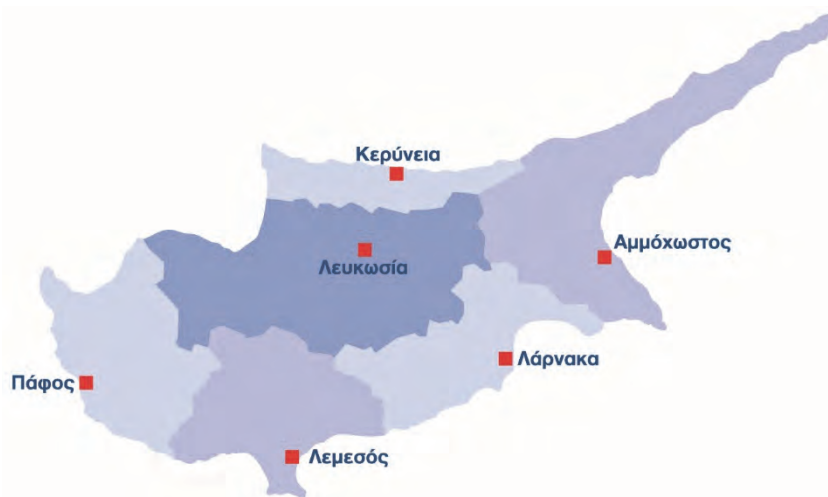 Κερύνεια
Αμμόχωστος
Λευκωσία
Λάρνακα
Πάφος
Λεμεσός